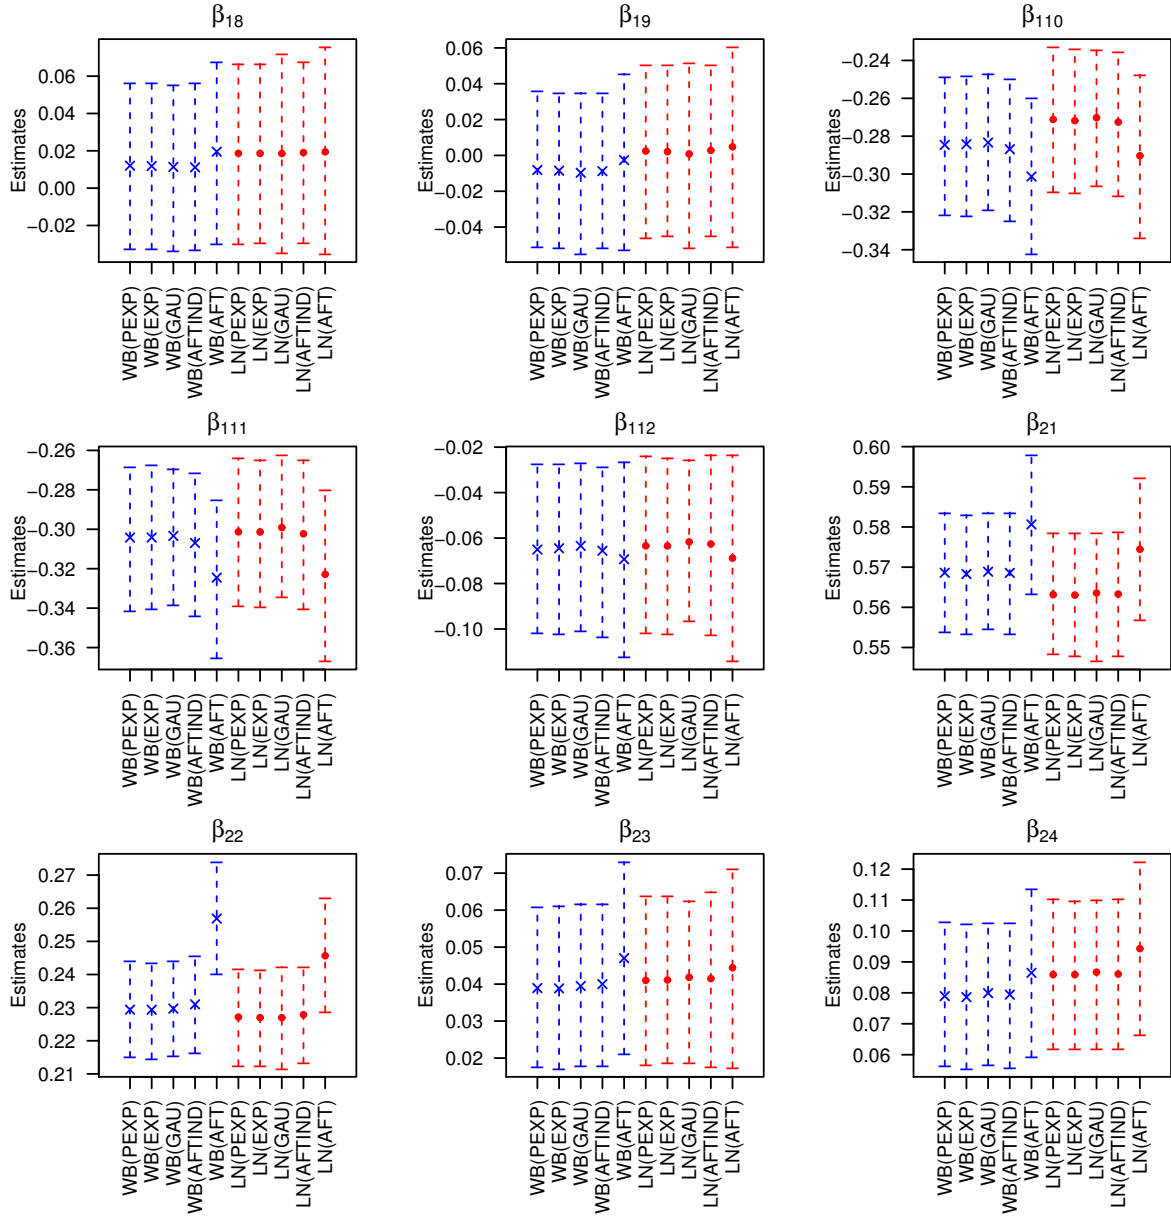 β18
Estimates
0.06
0.04
0.02
0.00
−0.02
WB(PEXP)
WB(EXP)
WB(GAU)
WB(AFTIND)
WB(AFT)
LN(PEXP)
LN(EXP)
LN(GAU)
LN(AFTIND)
LN(AFT)
β19
Estimates
0.06
0.04
0.02
0.00
−0.02
−0.04
WB(PEXP)
WB(EXP)
WB(GAU)
WB(AFTIND)
WB(AFT)
LN(PEXP)
LN(EXP)
LN(GAU)
LN(AFTIND)
LN(AFT)
β110
Estimates
−0.24
−0.26
−0.28
−0.30
−0.32
−0.34
WB(PEXP)
WB(EXP)
WB(GAU)
WB(AFTIND)
WB(AFT)
LN(PEXP)
LN(EXP)
LN(GAU)
LN(AFTIND)
LN(AFT)
β111
Estimates
−0.26
−0.28
−0.30
−0.32
−0.34
−0.36
WB(PEXP)
WB(EXP)
WB(GAU)
WB(AFTIND)
WB(AFT)
LN(PEXP)
LN(EXP)
LN(GAU)
LN(AFTIND)
LN(AFT)
β112
Estimates
−0.02
−0.04
−0.06
−0.08
−0.10
WB(PEXP)
WB(EXP)
WB(GAU)
WB(AFTIND)
WB(AFT)
LN(PEXP)
LN(EXP)
LN(GAU)
LN(AFTIND)
LN(AFT)
β21
Estimates
0.60
0.59
0.58
0.57
0.56
0.55
WB(PEXP)
WB(EXP)
WB(GAU)
WB(AFTIND)
WB(AFT)
LN(PEXP)
LN(EXP)
LN(GAU)
LN(AFTIND)
LN(AFT)
β22
Estimates
0.27
0.26
0.25
0.24
0.23
0.22
0.21
WB(PEXP)
WB(EXP)
WB(GAU)
WB(AFTIND)
WB(AFT)
LN(PEXP)
LN(EXP)
LN(GAU)
LN(AFTIND)
LN(AFT)
β23
Estimates
0.07
0.06
0.05
0.04
0.03
0.02
WB(PEXP)
WB(EXP)
WB(GAU)
WB(AFTIND)
WB(AFT)
LN(PEXP)
LN(EXP)
LN(GAU)
LN(AFTIND)
LN(AFT)
β24
Estimates
0.12
0.11
0.10
0.09
0.08
0.07
0.06
WB(PEXP)
WB(EXP)
WB(GAU)
WB(AFTIND)
WB(AFT)
LN(PEXP)
LN(EXP)
LN(GAU)
LN(AFTIND)
LN(AFT)